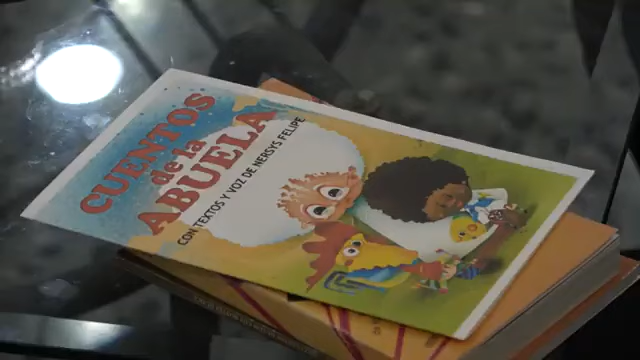 CUENTOS
de la
ABUELA
CON TEXTOS Y VOZ DE NERSYS FELIPE